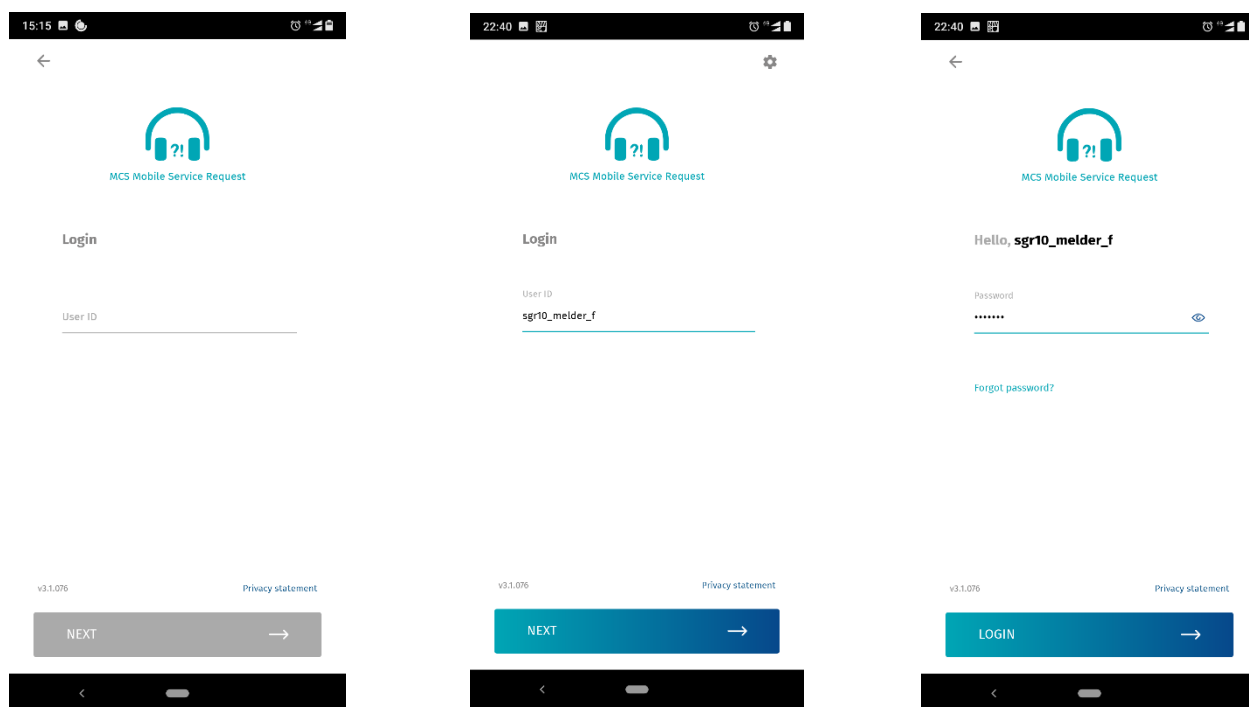 15:15
?!
MCS Mobile Service Request
Login
User ID
v3.1.076 Privacy statement
NEXT
22:40
?!
MCS Mobile Service Request
Login
User ID
sgr10_melder_f
v3.1.076 Privacy statement
NEXT
22:40
?!
MCS Mobile Service Request
Hello, sgr10_melder_f
Password
•••••••
Forgot password?
v3.1.076 Privacy statement
LOGIN